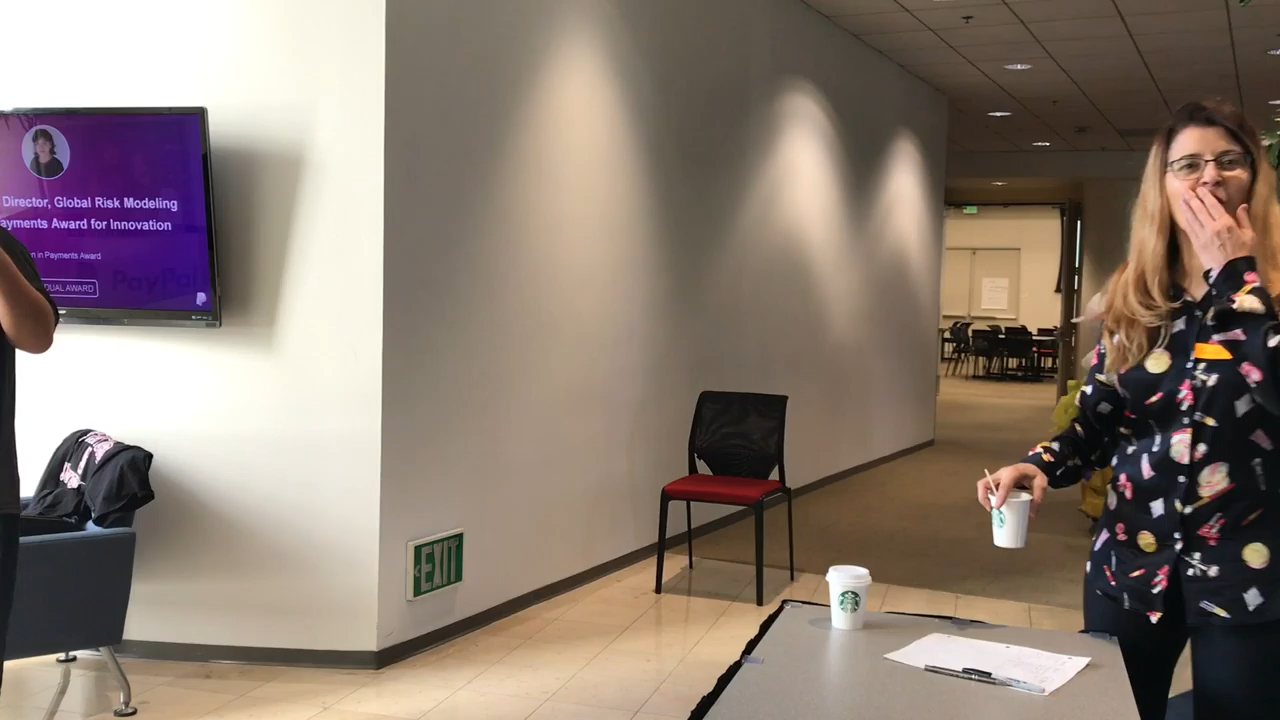 Director, Global Risk Modeling
ayments Award for Innovation
n in Payments Award
DUAL AWARD
PayPal
EXIT